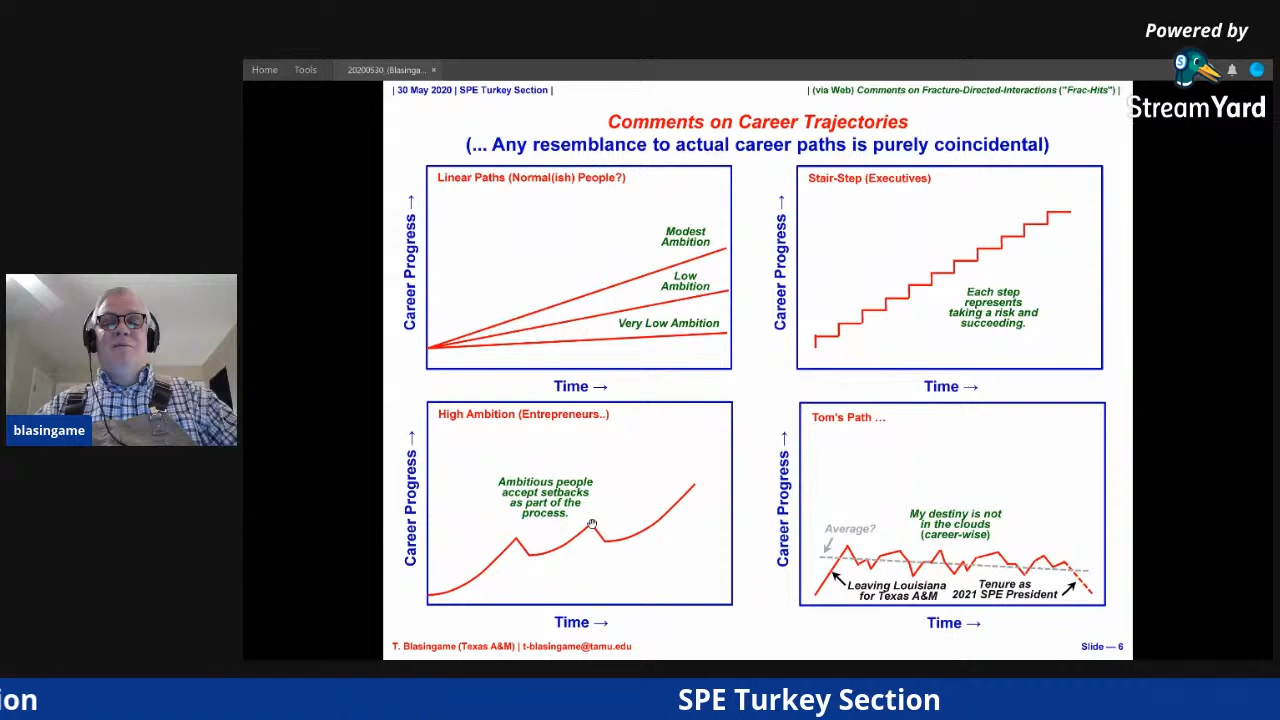 Powered by
StreamYard
Home Tools 20200530_(Blasinga... ×
| 30 May 2020 | SPE Turkey Section |
| (via Web) Comments on Fracture-Directed-Interactions ("Frac-Hits") |
Comments on Career Trajectories
(... Any resemblance to actual career paths is purely coincidental)
Linear Paths (Normal(ish) People?)
Career Progress →
Modest
Ambition
Low
Ambition
Very Low Ambition
Time →
Stair-Step (Executives)
Career Progress →
Each step
represents
taking a risk and
succeeding.
Time →
High Ambition (Entrepreneurs..)
Career Progress →
Ambitious people
accept setbacks
as part of the
process.
Time →
Tom's Path ...
Career Progress →
My destiny is not
in the clouds
(career-wise)
Average?
Leaving Louisiana
for Texas A&M
Tenure as
2021 SPE President
Time →
T. Blasingame (Texas A&M) | t-blasingame@tamu.edu
Slide — 6
blasingame
ion
SPE Turkey Section